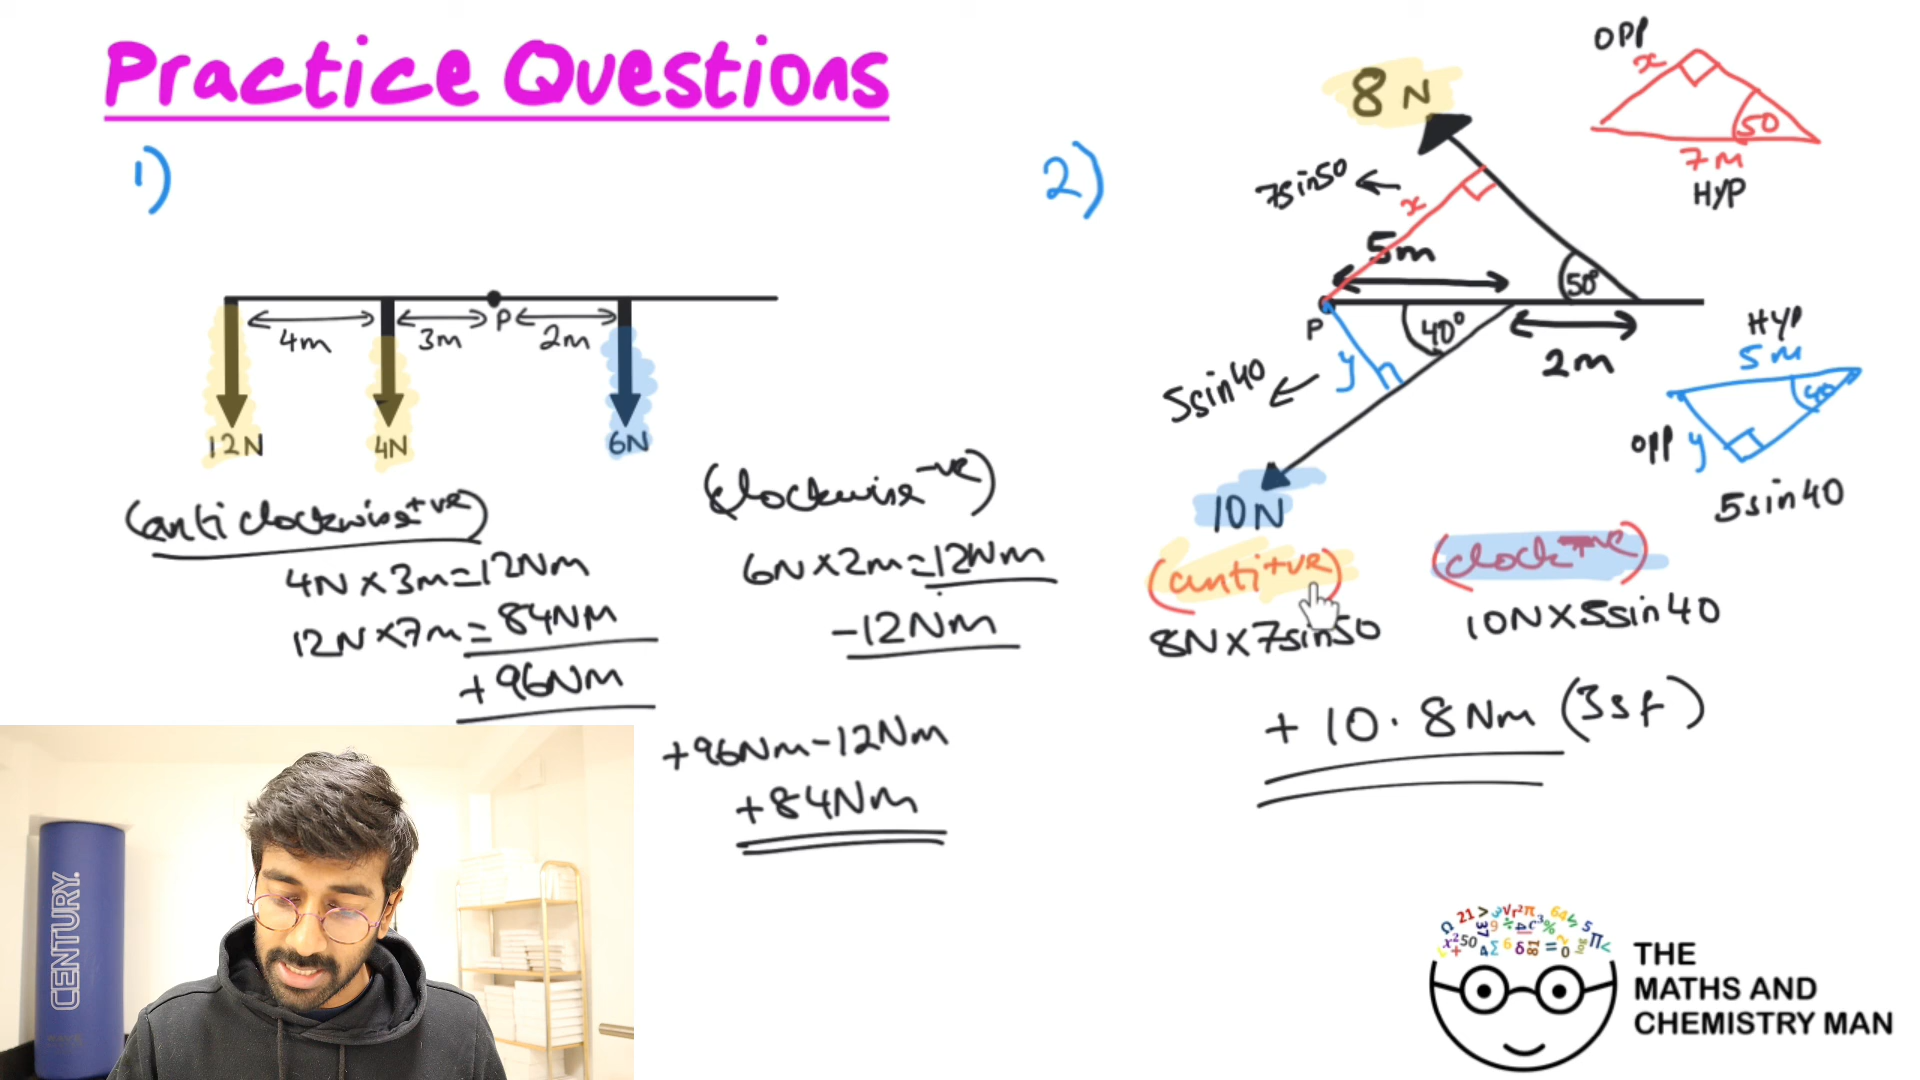 Practice Questions
1)
4m
3m
P
2m
12N
4N
6N
(anticlockwise +ve)
4N×3m=12Nm
12N×7m=84NM
+96NM
(clockwise -ve)
6N×2m=12Nm
-12Nm
+96Nm-12Nm
+84Nm
2)
8N
7sin50
x
5m
50°
P
40°
2m
y
5sin40
10N
OPP
x
50
7m
HYP
HYP
5m
40
OPP y
5sin40
(anti +ve)
8N×7sin50
(clock -ve)
10N×5sin40
+10.8Nm (3sf)
CENTURY.
THE
MATHS AND
CHEMISTRY MAN